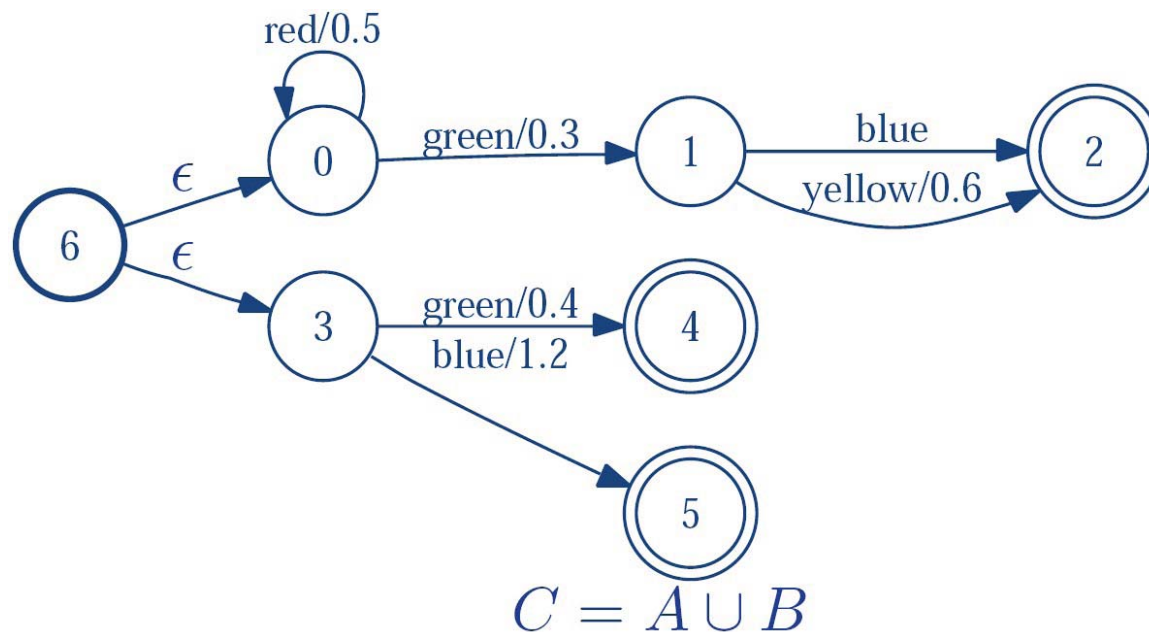 red/0.5
green/0.3
blue
0
1
2
ϵ
yellow/0.6
6
ϵ
green/0.4
3
4
blue/1.2
5
C = A ∪ B